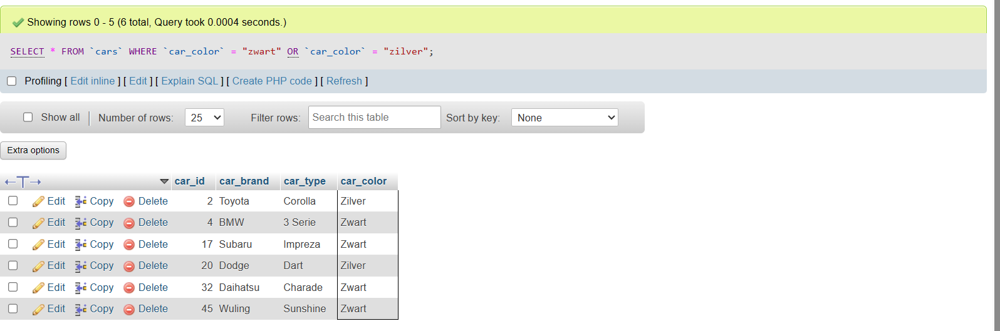 Showing rows 0 - 5 (6 total, Query took 0.0004 seconds.)
SELECT * FROM `cars` WHERE `car_color` = "zwart" OR `car_color` = "zilver";
Profiling [ Edit inline ] [ Edit ] [ Explain SQL ] [ Create PHP code ] [ Refresh ]
Show all Number of rows: 25 Filter rows: Search this table Sort by key: None
Extra options
car_id car_brand car_type car_color
Edit Copy Delete 2 Toyota Corolla Zilver
Edit Copy Delete 4 BMW 3 Serie Zwart
Edit Copy Delete 17 Subaru Impreza Zwart
Edit Copy Delete 20 Dodge Dart Zilver
Edit Copy Delete 32 Daihatsu Charade Zwart
Edit Copy Delete 45 Wuling Sunshine Zwart